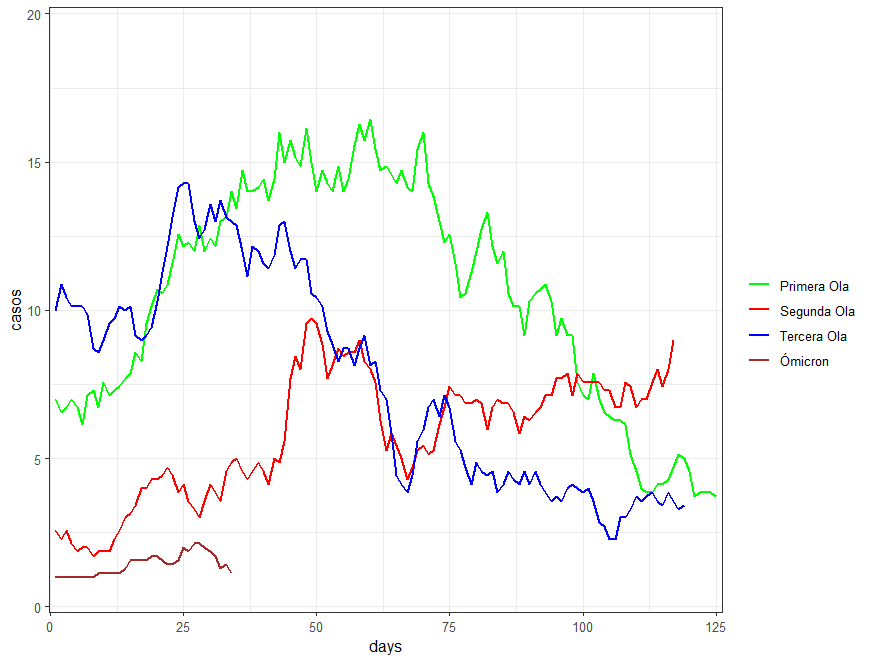 20
15
10
5
0
casos
0
25
50
75
100
125
days
Primera Ola
Segunda Ola
Tercera Ola
Ómicron